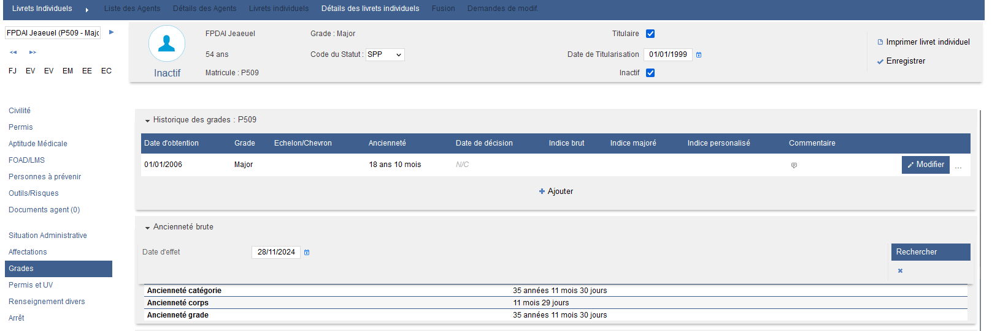 Livrets Individuels Liste des Agents Détails des Agents Livrets individuels Détails des livrets individuels Fusion Demandes de modif.
FPDAI Jeaeuel (P509 - Majo
FJ EV EV EM EE EC
Civilité
Permis
Aptitude Médicale
FOAD/LMS
Personnes à prévenir
Outils/Risques
Documents agent (0)
Situation Administrative
Affectations
Grades
Permis et UV
Renseignement divers
Arrêt
Inactif
FPDAI Jeaeuel Grade : Major Titulaire
54 ans Code du Statut : SPP Date de Titularisation 01/01/1999
Matricule : P509 Inactif
Imprimer livret individuel
Enregistrer
Historique des grades : P509
Date d'obtention Grade Echelon/Chevron Ancienneté Date de décision Indice brut Indice majoré Indice personalisé Commentaire
01/01/2006 Major 18 ans 10 mois N/C Modifier ...
Ajouter
Ancienneté brute
Date d'effet 28/11/2024 Rechercher
Ancienneté catégorie 35 années 11 mois 30 jours
Ancienneté corps 11 mois 29 jours
Ancienneté grade 35 années 11 mois 30 jours